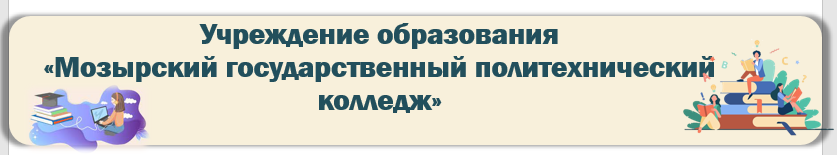 Учреждение образования
«Мозырский государственный политехнический
колледж»